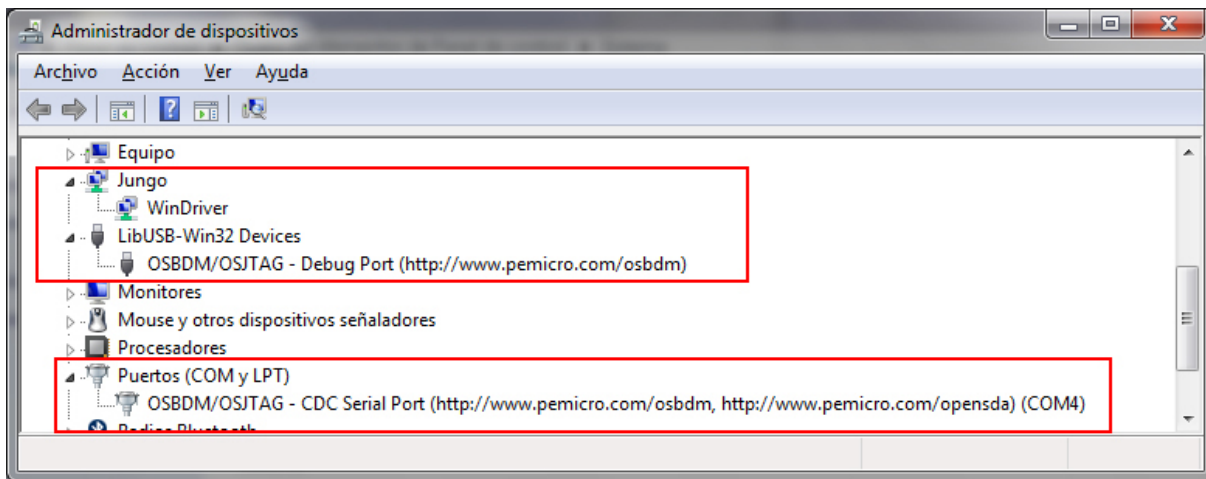 Administrador de dispositivos
Archivo Acción Ver Ayuda
Equipo
Jungo
WinDriver
LibUSB-Win32 Devices
OSBDM/OSJTAG - Debug Port (http://www.pemicro.com/osbdm)
Monitores
Mouse y otros dispositivos señaladores
Procesadores
Puertos (COM y LPT)
OSBDM/OSJTAG - CDC Serial Port (http://www.pemicro.com/osbdm, http://www.pemicro.com/opensda) (COM4)